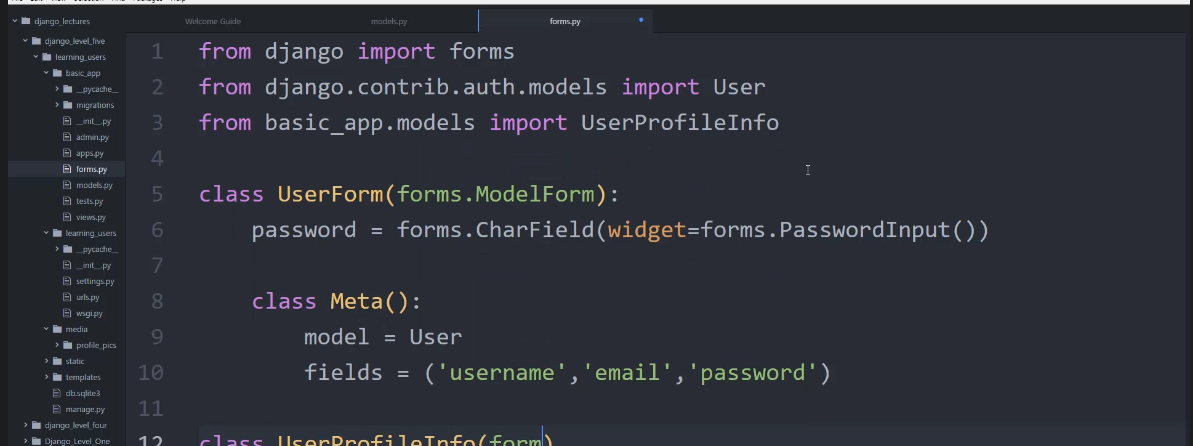 django_lectures
django_level_five
learning_users
basic_app
__pycache__
migrations
__init__.py
admin.py
apps.py
forms.py
models.py
tests.py
views.py
learning_users
__pycache__
__init__.py
settings.py
urls.py
wsgi.py
media
profile_pics
static
templates
db.sqlite3
manage.py
django_level_four
Django_Level_One
Welcome Guide
models.py
forms.py
1 from django import forms
2 from django.contrib.auth.models import User
3 from basic_app.models import UserProfileInfo
4
5 class UserForm(forms.ModelForm):
6 password = forms.CharField(widget=forms.PasswordInput())
7
8 class Meta():
9 model = User
10 fields = ('username','email','password')
11
12 class UserProfileInfo(form)